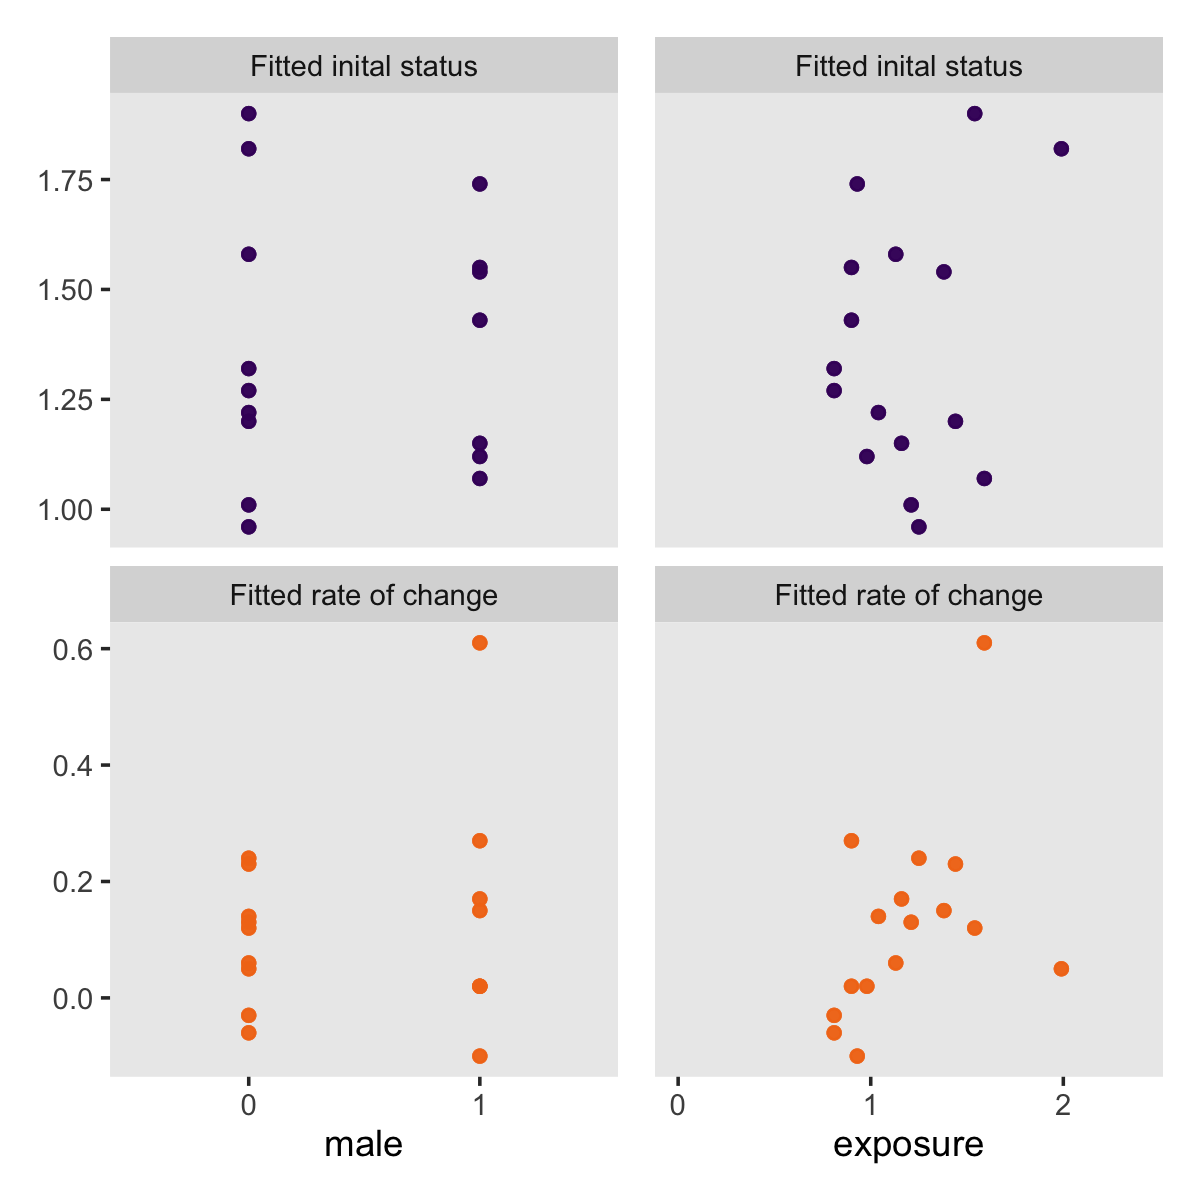 Fitted inital status
Fitted inital status
1.75
1.50
1.25
1.00
Fitted rate of change
Fitted rate of change
0.6
0.4
0.2
0.0
0 1
0 1 2
male
exposure